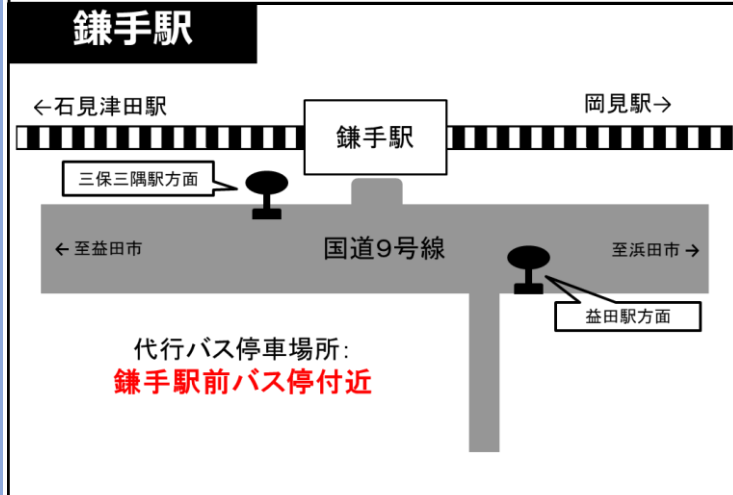 鎌手駅
←石見津田駅
岡見駅→
鎌手駅
三保三隅駅方面
←至益田市
国道9号線
至浜田市→
益田駅方面
代行バス停車場所：
鎌手駅前バス停付近